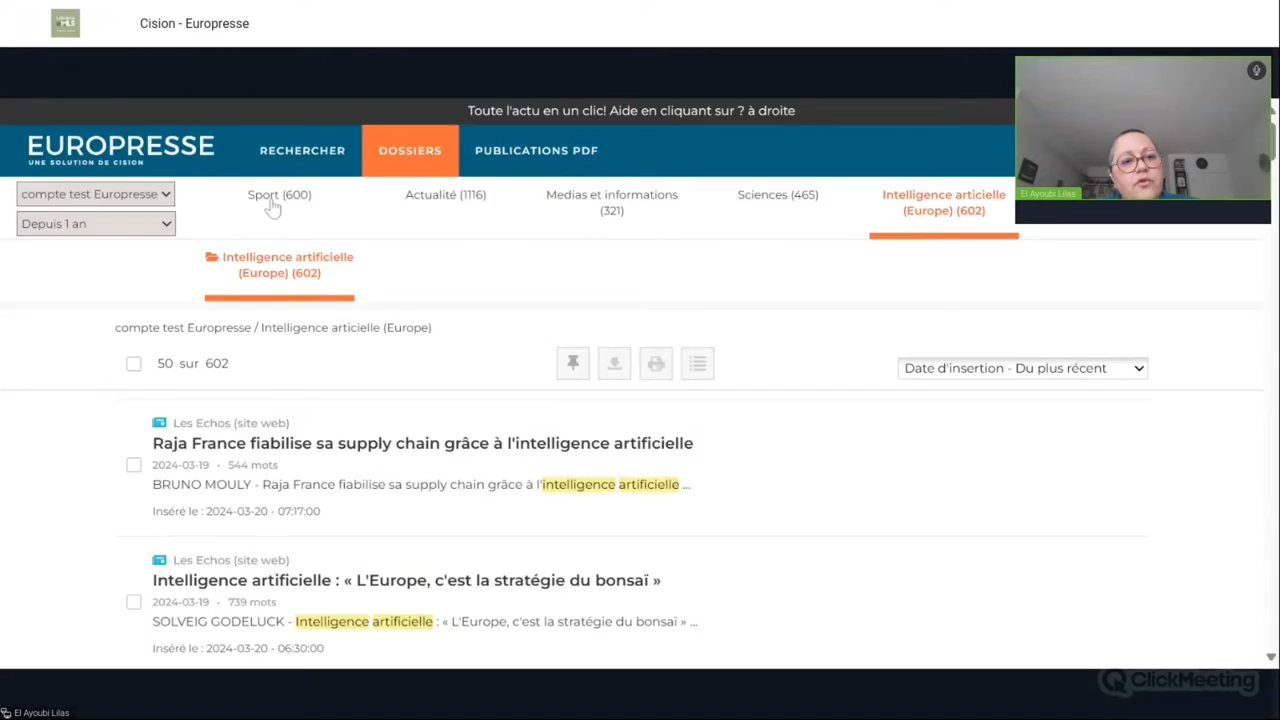 Cision - Europresse
Toute l'actu en un clic! Aide en cliquant sur ? à droite
EUROPRESSE
UNE SOLUTION DE CISION
RECHERCHER
DOSSIERS
PUBLICATIONS PDF
El Ayoubi Lilas
compte test Europresse
Depuis 1 an
Sport (600)
Actualité (1116)
Medias et informations
(321)
Sciences (465)
Intelligence articielle
(Europe) (602)
Intelligence artificielle
(Europe) (602)
compte test Europresse / Intelligence articielle (Europe)
50 sur 602
Date d'insertion - Du plus récent
Les Echos (site web)
Raja France fiabilise sa supply chain grâce à l'intelligence artificielle
2024-03-19 · 544 mots
BRUNO MOULY - Raja France fiabilise sa supply chain grâce à l'intelligence artificielle ...
Inséré le : 2024-03-20 - 07:17:00
Les Echos (site web)
Intelligence artificielle : « L'Europe, c'est la stratégie du bonsaï »
2024-03-19 · 739 mots
SOLVEIG GODELUCK - Intelligence artificielle : « L'Europe, c'est la stratégie du bonsaï » ...
Inséré le : 2024-03-20 - 06:30:00
ClickMeeting
El Ayoubi Lilas